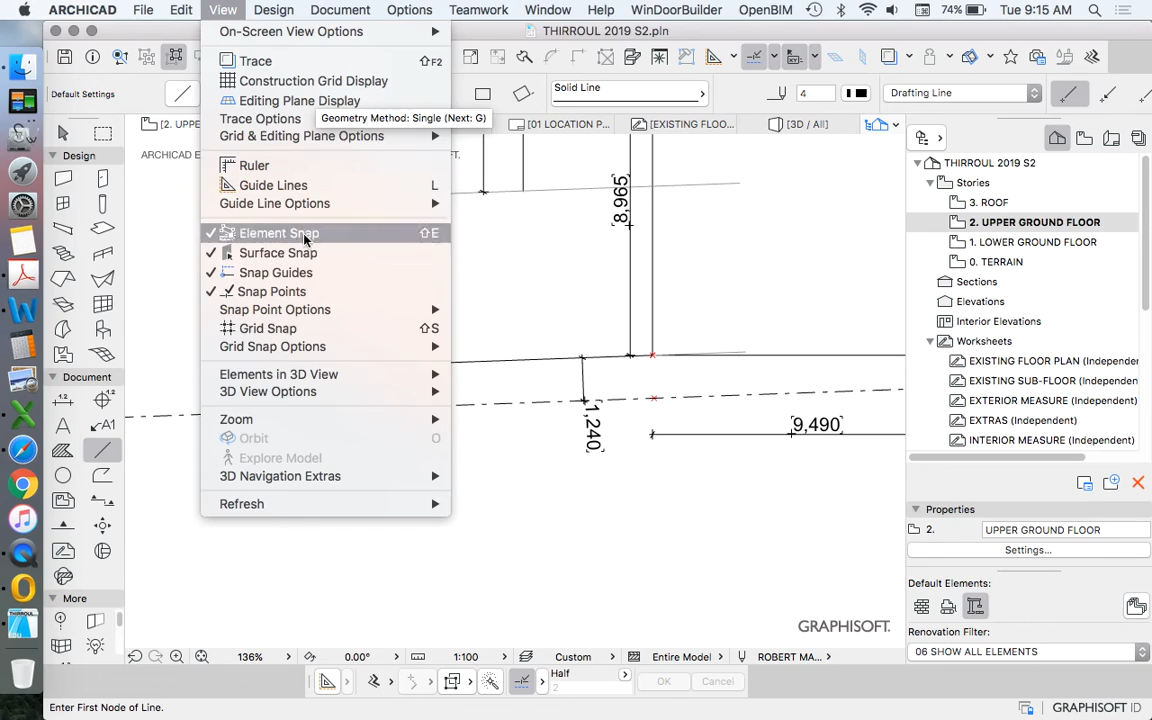 ARCHICAD File Edit View Design Document Options Teamwork Window Help WinDoorBuilder OpenBIM 74% Tue 9:15 AM
THIRROUL 2019 S2.pln
On-Screen View Options
Trace ⇧F2
Construction Grid Display
Editing Plane Display
Trace Options
Geometry Method: Single (Next: G)
Grid & Editing Plane Options
Ruler
Guide Lines L
Guide Line Options
Element Snap ⇧E
Surface Snap
Snap Guides
Snap Points
Snap Point Options
Grid Snap ⇧S
Grid Snap Options
Elements in 3D View
3D View Options
Zoom
Orbit O
Explore Model
3D Navigation Extras
Refresh
Default Settings
Solid Line
4
Drafting Line
[2. UPP
[01 LOCATION P...
[EXISTING FLOO...
[3D / All]
ARCHICAD E
T.
8,965
1,240
9,490
GRAPHISOFT.
Design
Document
More
THIRROUL 2019 S2
Stories
3. ROOF
2. UPPER GROUND FLOOR
1. LOWER GROUND FLOOR
0. TERRAIN
Sections
Elevations
Interior Elevations
Worksheets
EXISTING FLOOR PLAN (Independer
EXISTING SUB-FLOOR (Independer
EXTERIOR MEASURE (Independent
EXTRAS (Independent)
INTERIOR MEASURE (Independent)
Properties
2. UPPER GROUND FLOOR
Settings...
Default Elements:
Renovation Filter:
06 SHOW ALL ELEMENTS
136% 0.00° 1:100 Custom Entire Model ROBERT MA...
Half
2
OK Cancel
Enter First Node of Line.
GRAPHISOFT ID